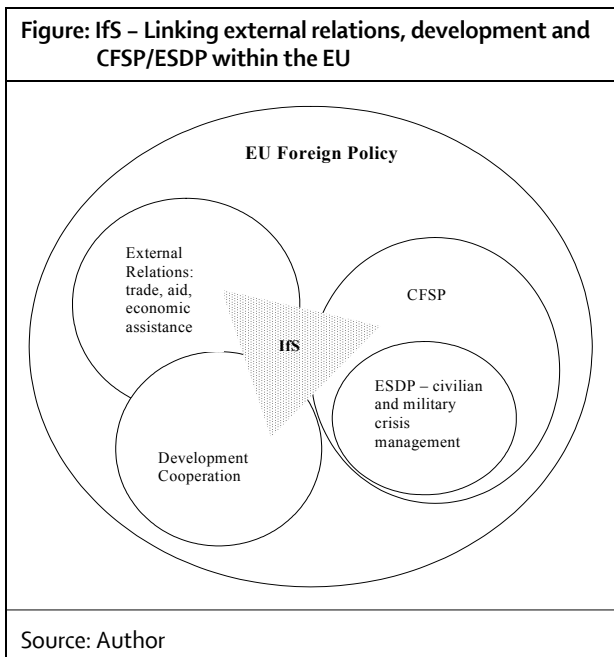 Figure: IfS – Linking external relations, development and
CFSP/ESDP within the EU
EU Foreign Policy
External
Relations:
trade, aid,
economic
assistance
CFSP
IfS
ESDP – civilian
and military
crisis
management
Development
Cooperation
Source: Author